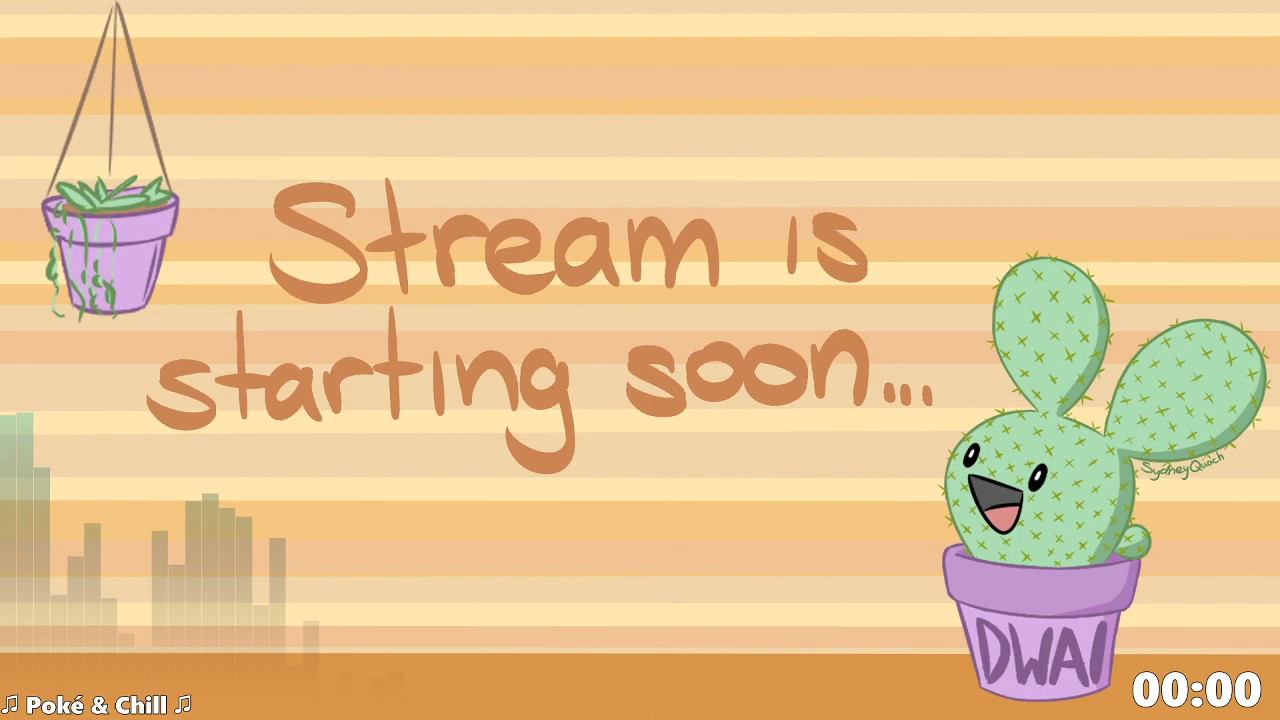 Stream is
starting soon...
SydneyQuach
DWAI
♫ Poké & Chill ♫
00:00